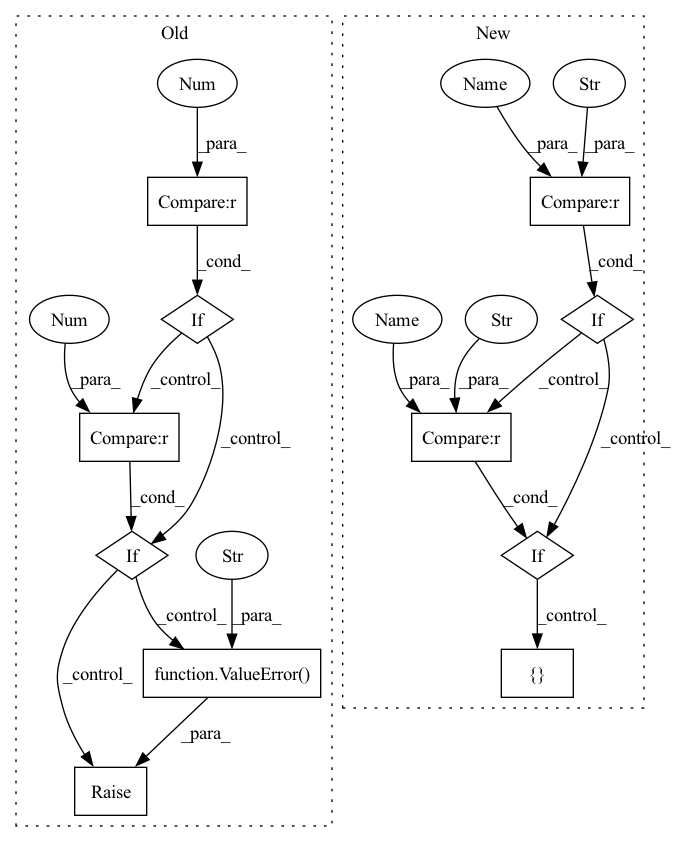 Old
New
Num
Name
Str
_para_
_para_
_para_
Compare:r
Compare:r
_cond_
_cond_
Num
If
Name
Str
If
_para_
_control_
_para_
_para_
_control_
Compare:r
_control_
Compare:r
_control_
_cond_
_cond_
If
Str
If
_control_
_para_
_control_
_control_
function.ValueError()
{}
_para_
Raise